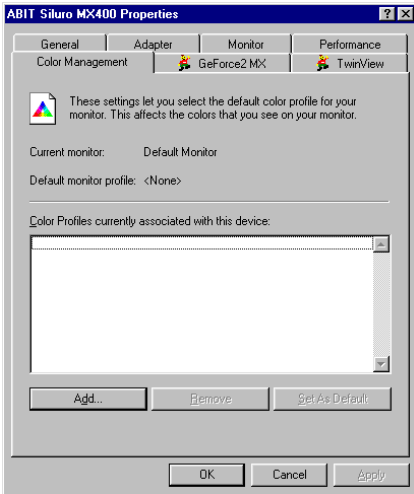 ABIT Siluro MX400 Properties
General Adapter Monitor Performance
Color Management GeForce2 MX TwinView
These settings let you select the default color profile for your
monitor. This affects the colors that you see on your monitor.
Current monitor: Default Monitor
Default monitor profile: <None>
Color Profiles currently associated with this device:
Add... Remove Set As Default
OK Cancel Apply